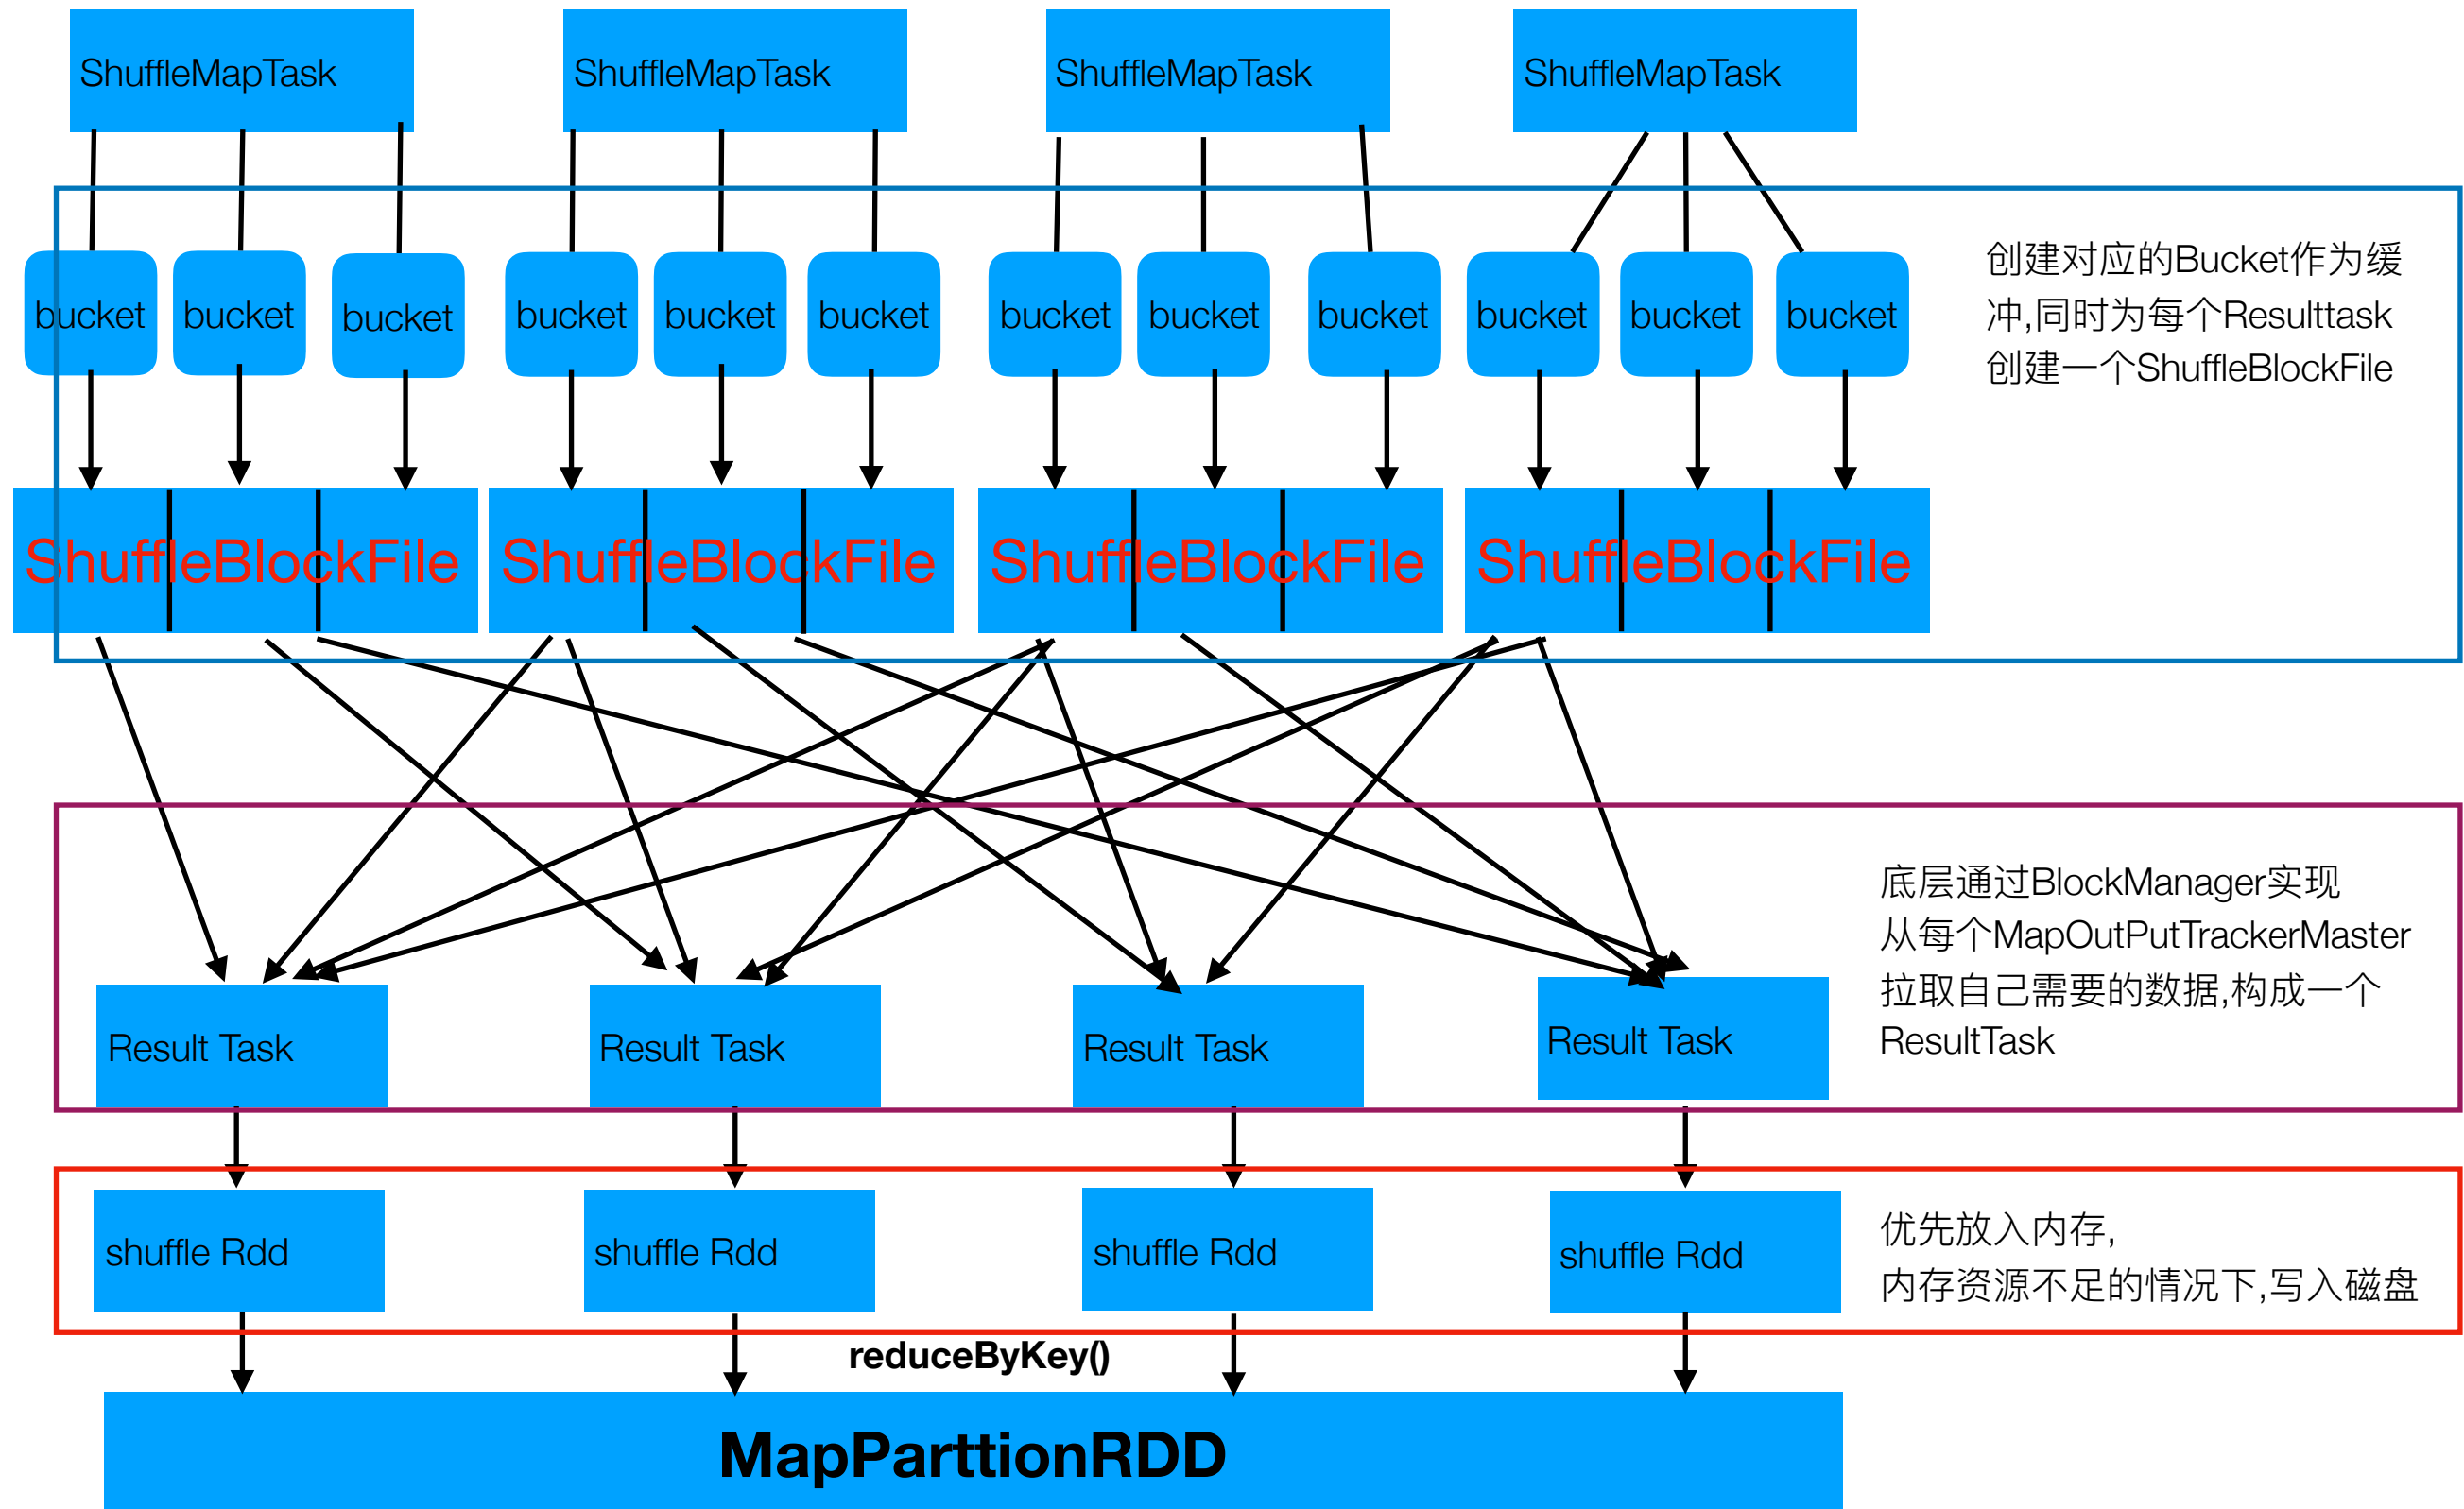 ShuffleMapTask ShuffleMapTask ShuffleMapTask ShuffleMapTask
创建对应的Bucket作为缓
冲,同时为每个Resulttask
创建一个ShuffleBlockFile
bucket bucket bucket bucket bucket bucket bucket bucket bucket bucket bucket bucket
ShuffleBlockFile ShuffleBlockFile ShuffleBlockFile ShuffleBlockFile
底层通过BlockManager实现
从每个MapOutPutTrackerMaster
拉取自己需要的数据,构成一个
ResultTask
Result Task Result Task Result Task Result Task
shuffle Rdd shuffle Rdd shuffle Rdd shuffle Rdd
优先放入内存,
内存资源不足的情况下,写入磁盘
reduceByKey()
MapParttionRDD